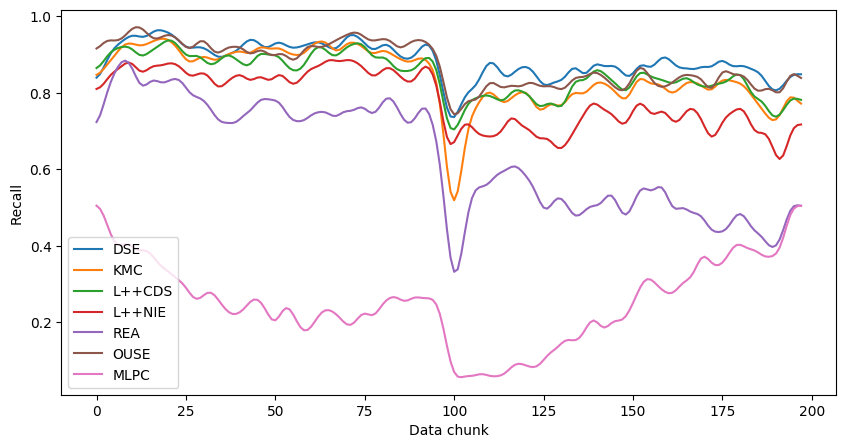 1.0
0.8
0.6
0.4
0.2
Recall
DSE
KMC
L++CDS
L++NIE
REA
OUSE
MLPC
0 25 50 75 100 125 150 175 200
Data chunk